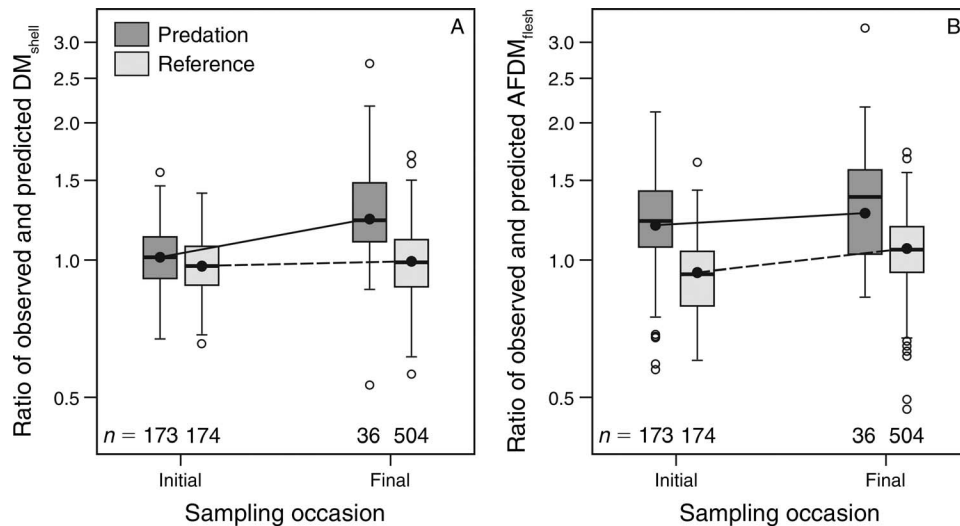 Ratio of observed and predicted DMshell
3.0
2.5
2.0
1.5
1.0
0.5
Predation
Reference
A
n = 173 174 36 504
Initial Final
Sampling occasion
Ratio of observed and predicted AFDMflesh
3.0
2.5
2.0
1.5
1.0
0.5
B
n = 173 174 36 504
Initial Final
Sampling occasion